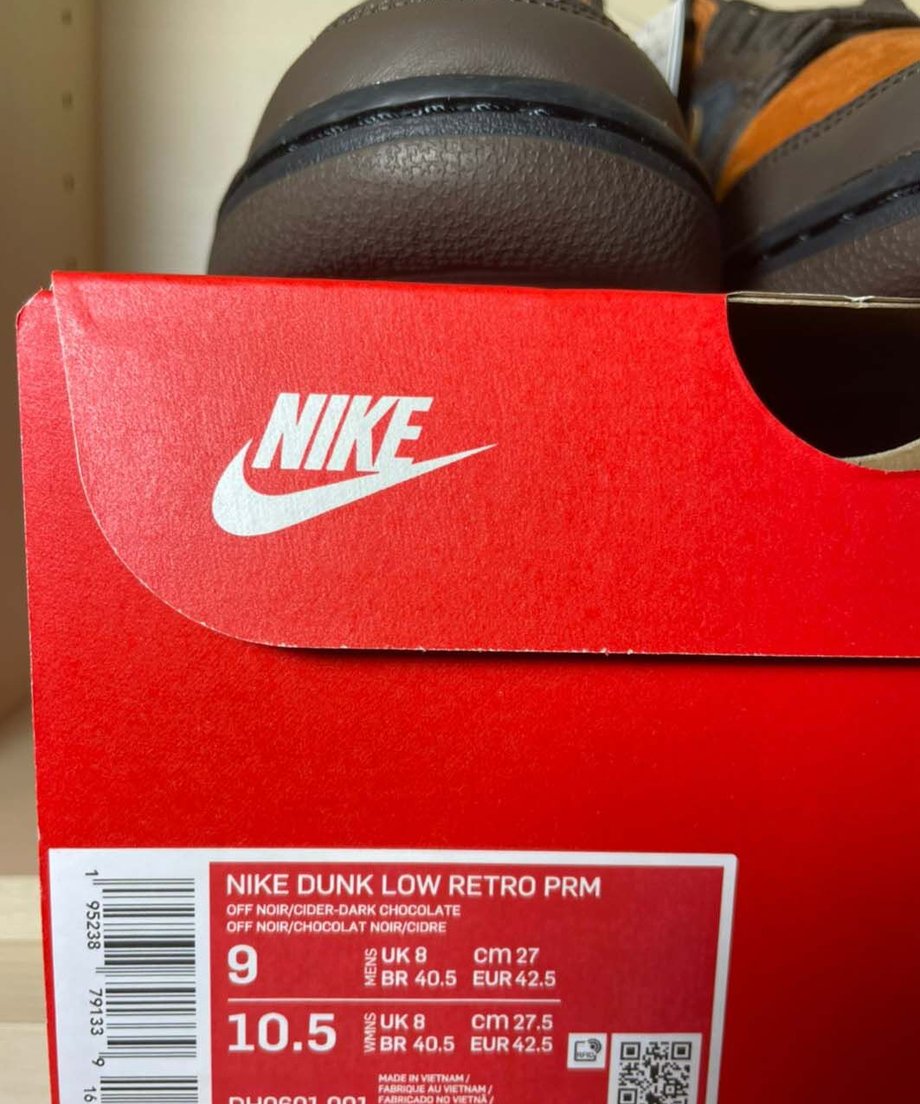 NIKE
NIKE DUNK LOW RETRO PRM
OFF NOIR/CIDER-DARK CHOCOLATE
OFF NOIR/CHOCOLAT NOIR/CIDRE
9 MENS UK 8 cm 27
BR 40.5 EUR 42.5
10.5 WMNS UK 8 cm 27.5
BR 40.5 EUR 42.5
RFID
MADE IN VIETNAM /
FABRIQUE AU VIETNAM /
FABRICADO NO VIETNÃ /
1 95238 79133 9